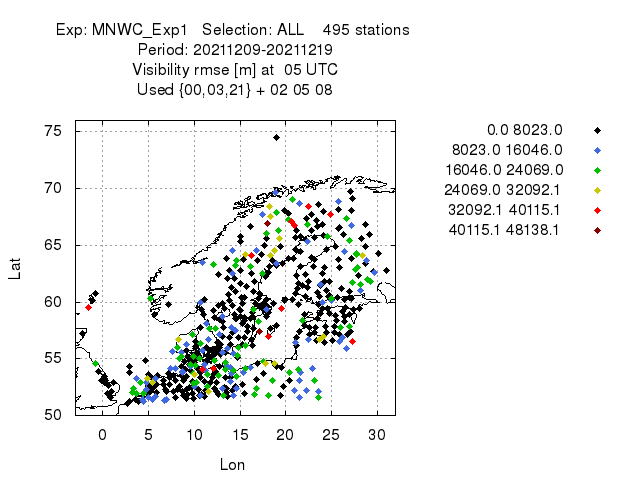 Exp: MNWC_Exp1 Selection: ALL 495 stations
Period: 20211209-20211219
Visibility rmse [m] at 05 UTC
Used {00,03,21} + 02 05 08
0.0 8023.0
8023.0 16046.0
16046.0 24069.0
24069.0 32092.1
32092.1 40115.1
40115.1 48138.1
75
70
65
60
55
50
Lat
0 5 10 15 20 25 30
Lon